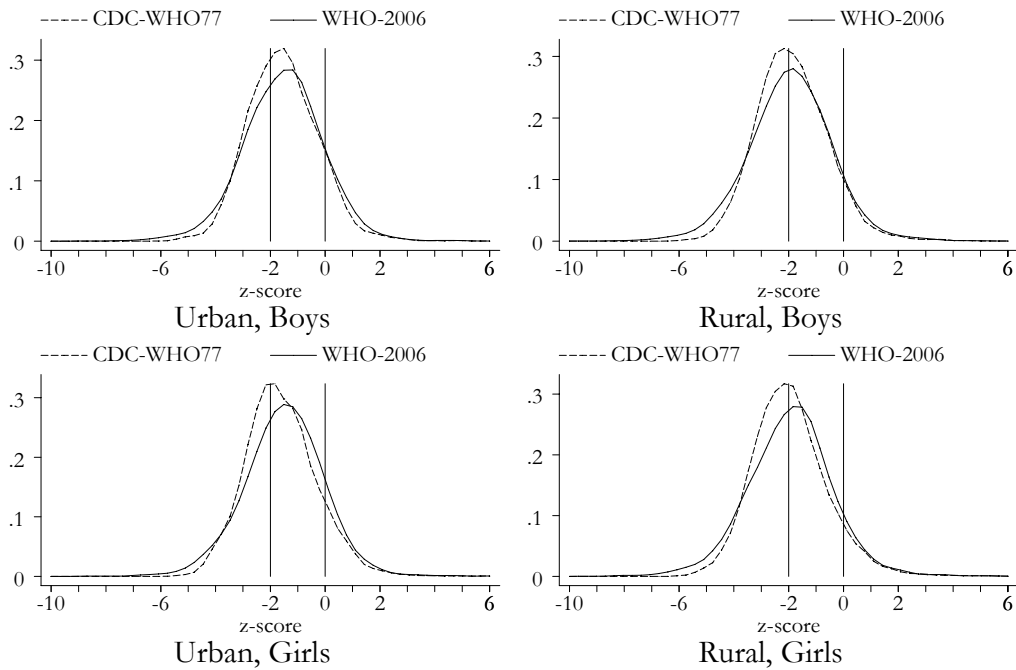 CDC-WHO77 WHO-2006
.3
.2
.1
0
-10 -6 -2 0 2 6
z-score
Urban, Boys
CDC-WHO77 WHO-2006
.3
.2
.1
0
-10 -6 -2 0 2 6
z-score
Rural, Boys
CDC-WHO77 WHO-2006
.3
.2
.1
0
-10 -6 -2 0 2 6
z-score
Urban, Girls
CDC-WHO77 WHO-2006
.3
.2
.1
0
-10 -6 -2 0 2 6
z-score
Rural, Girls